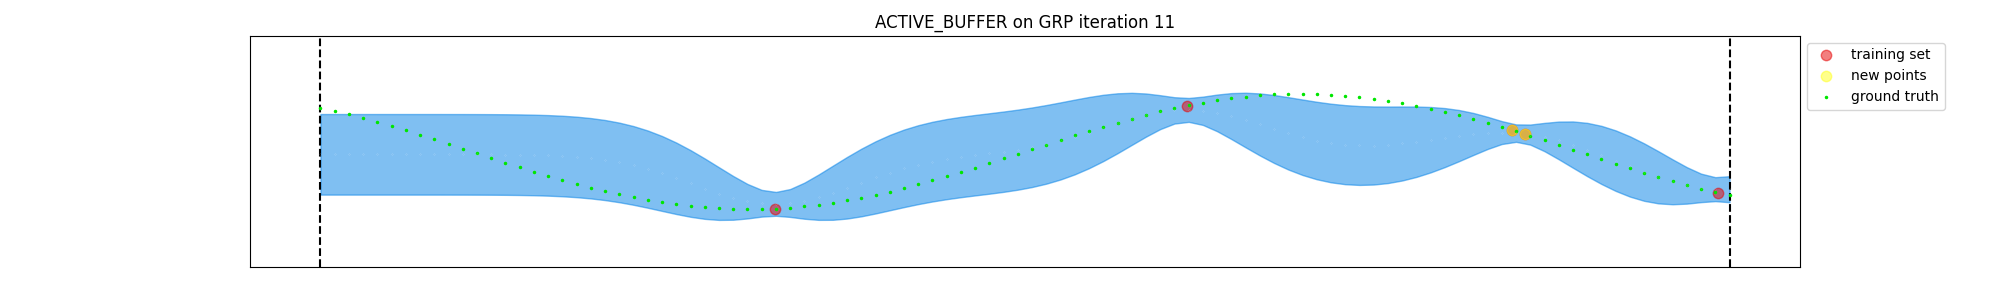 ACTIVE_BUFFER on GRP iteration 11
training set
new points
ground truth